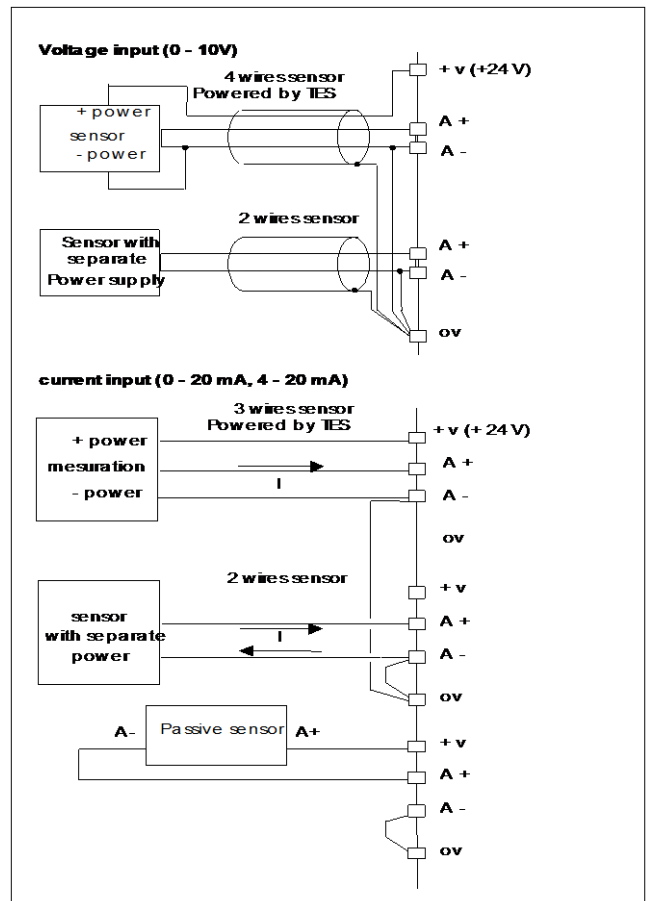 Voltage input (0 - 10V)
4 wires sensor
Powered by TES
+ v (+24 V)
+ power
sensor
- power
A +
A -
2 wires sensor
Sensor with
separate
Power supply
A +
A -
ov
current input (0 - 20 mA, 4 - 20 mA)
3 wires sensor
Powered by TES
+ v (+ 24 V)
+ power
mesuration
- power
I
A +
A -
ov
2 wires sensor
+ v
sensor
with separate
power
I
A +
A -
ov
A- Passive sensor A+
+ v
A +
A -
ov